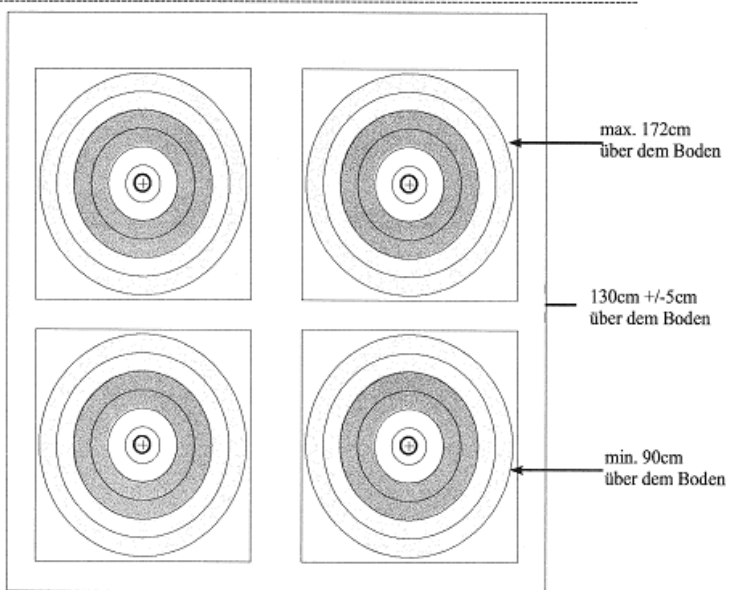 max. 172cm
über dem Boden
130cm +/-5cm
über dem Boden
min. 90cm
über dem Boden